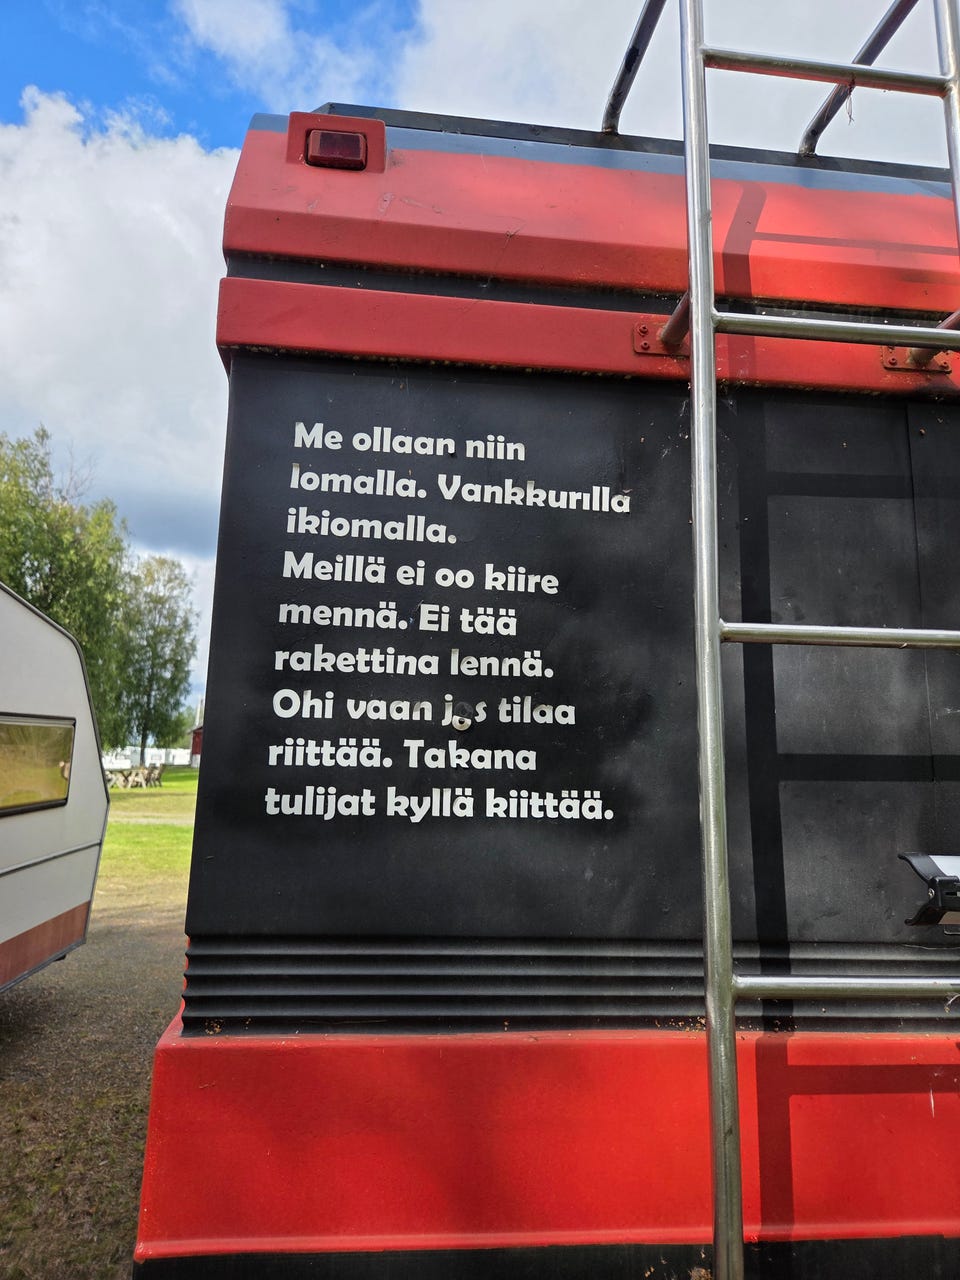 Me ollaan niin
lomalla. Vankkurilla
ikiomalla.
Meillä ei oo kiire
mennä. Ei tää
rakettina lennä.
Ohi vaan jos tilaa
riittää. Takana
tulijat kyllä kiittää.